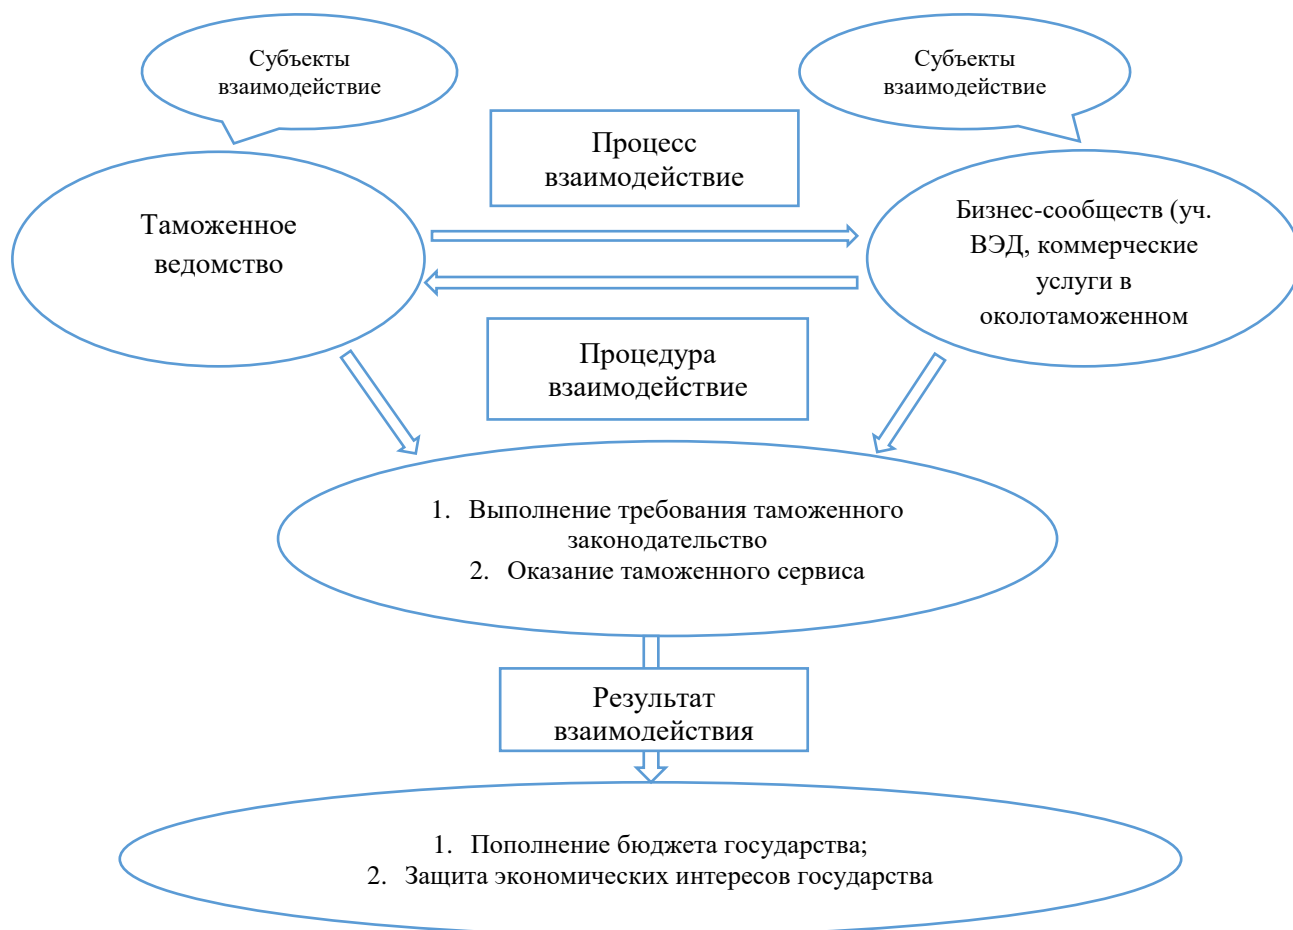 Субъекты
взаимодействие
Субъекты
взаимодействие
Процесс
взаимодействие
Таможенное
ведомство
Бизнес-сообществ (уч.
ВЭД, коммерческие
услуги в
околотаможенном
Процедура
взаимодействие
1. Выполнение требования таможенного
законодательство
2. Оказание таможенного сервиса
Результат
взаимодействия
1. Пополнение бюджета государства;
2. Защита экономических интересов государства